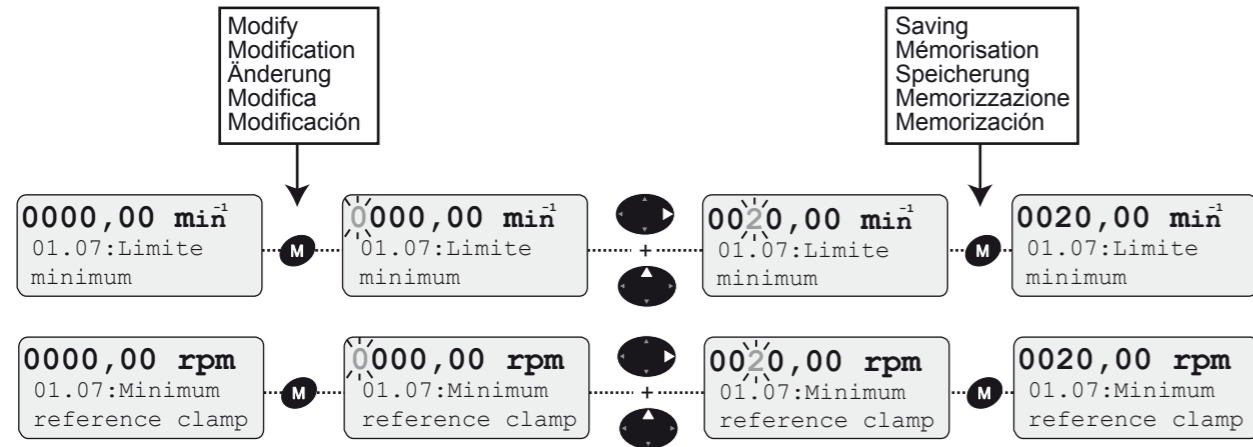 Modify
Modification
Änderung
Modifica
Modificación
Saving
Mémorisation
Speicherung
Memorizzazione
Memorización
0000,00 min-1
01.07:Limite
minimum
M
0000,00 min-1
01.07:Limite
minimum
+
0020,00 min-1
01.07:Limite
minimum
M
0020,00 min-1
01.07:Limite
minimum
0000,00 rpm
01.07:Minimum
reference clamp
M
0000,00 rpm
01.07:Minimum
reference clamp
+
0020,00 rpm
01.07:Minimum
reference clamp
M
0020,00 rpm
01.07:Minimum
reference clamp